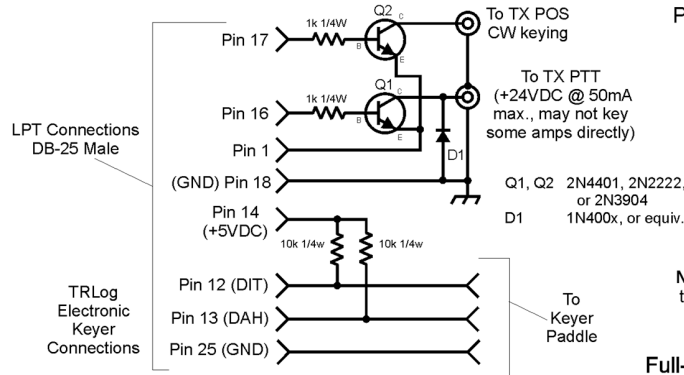 Q2
To TX POS
CW keying
P
1k 1/4W
C
B
E
Pin 17
To TX PTT
(+24VDC @ 50mA
max., may not key
some amps directly)
Q1
1k 1/4W
C
B
E
Pin 16
LPT Connections
DB-25 Male
Pin 1
D1
(GND) Pin 18
Q1, Q2 2N4401, 2N2222,
or 2N3904
D1 1N400x, or equiv.
Pin 14
(+5VDC)
10k 1/4w
10k 1/4w
Pin 12 (DIT)
Pin 13 (DAH)
Pin 25 (GND)
TRLog
Electronic
Keyer
Connections
To
Keyer
Paddle
N
t
Full-